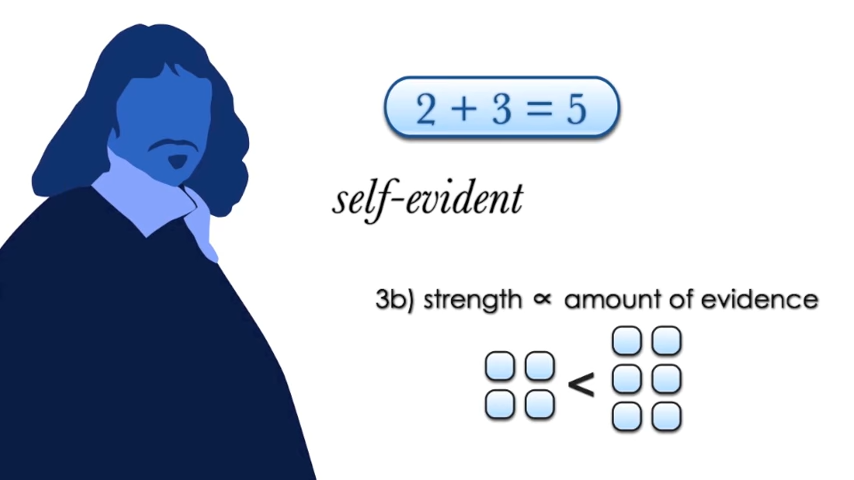 2 + 3 = 5
self-evident
3b) strength ∝ amount of evidence
<